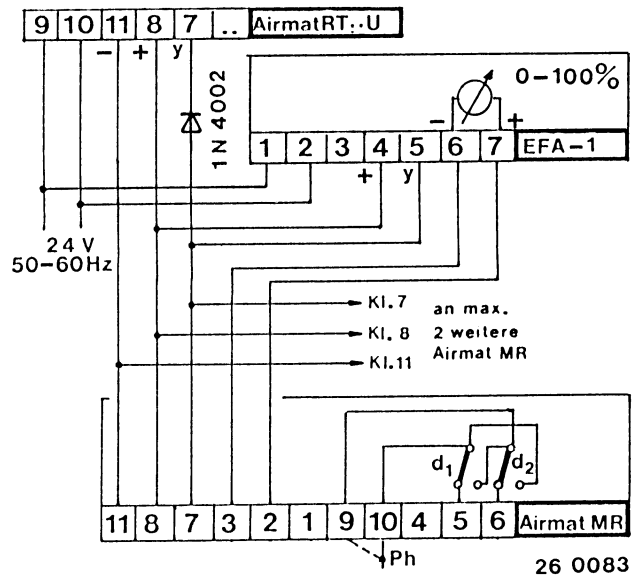 9 10 11 8 7 .. AirmatRT..U
− + y
1N 4002
0−100%
− +
1 2 3 4 5 6 7 EFA−1
+ y
24V
50−60Hz
Kl.7 an max.
Kl. 8 2 weitere
Kl.11 Airmat MR
d1 d2
11 8 7 3 2 1 9 10 4 5 6 Airmat MR
Ph
26 0083